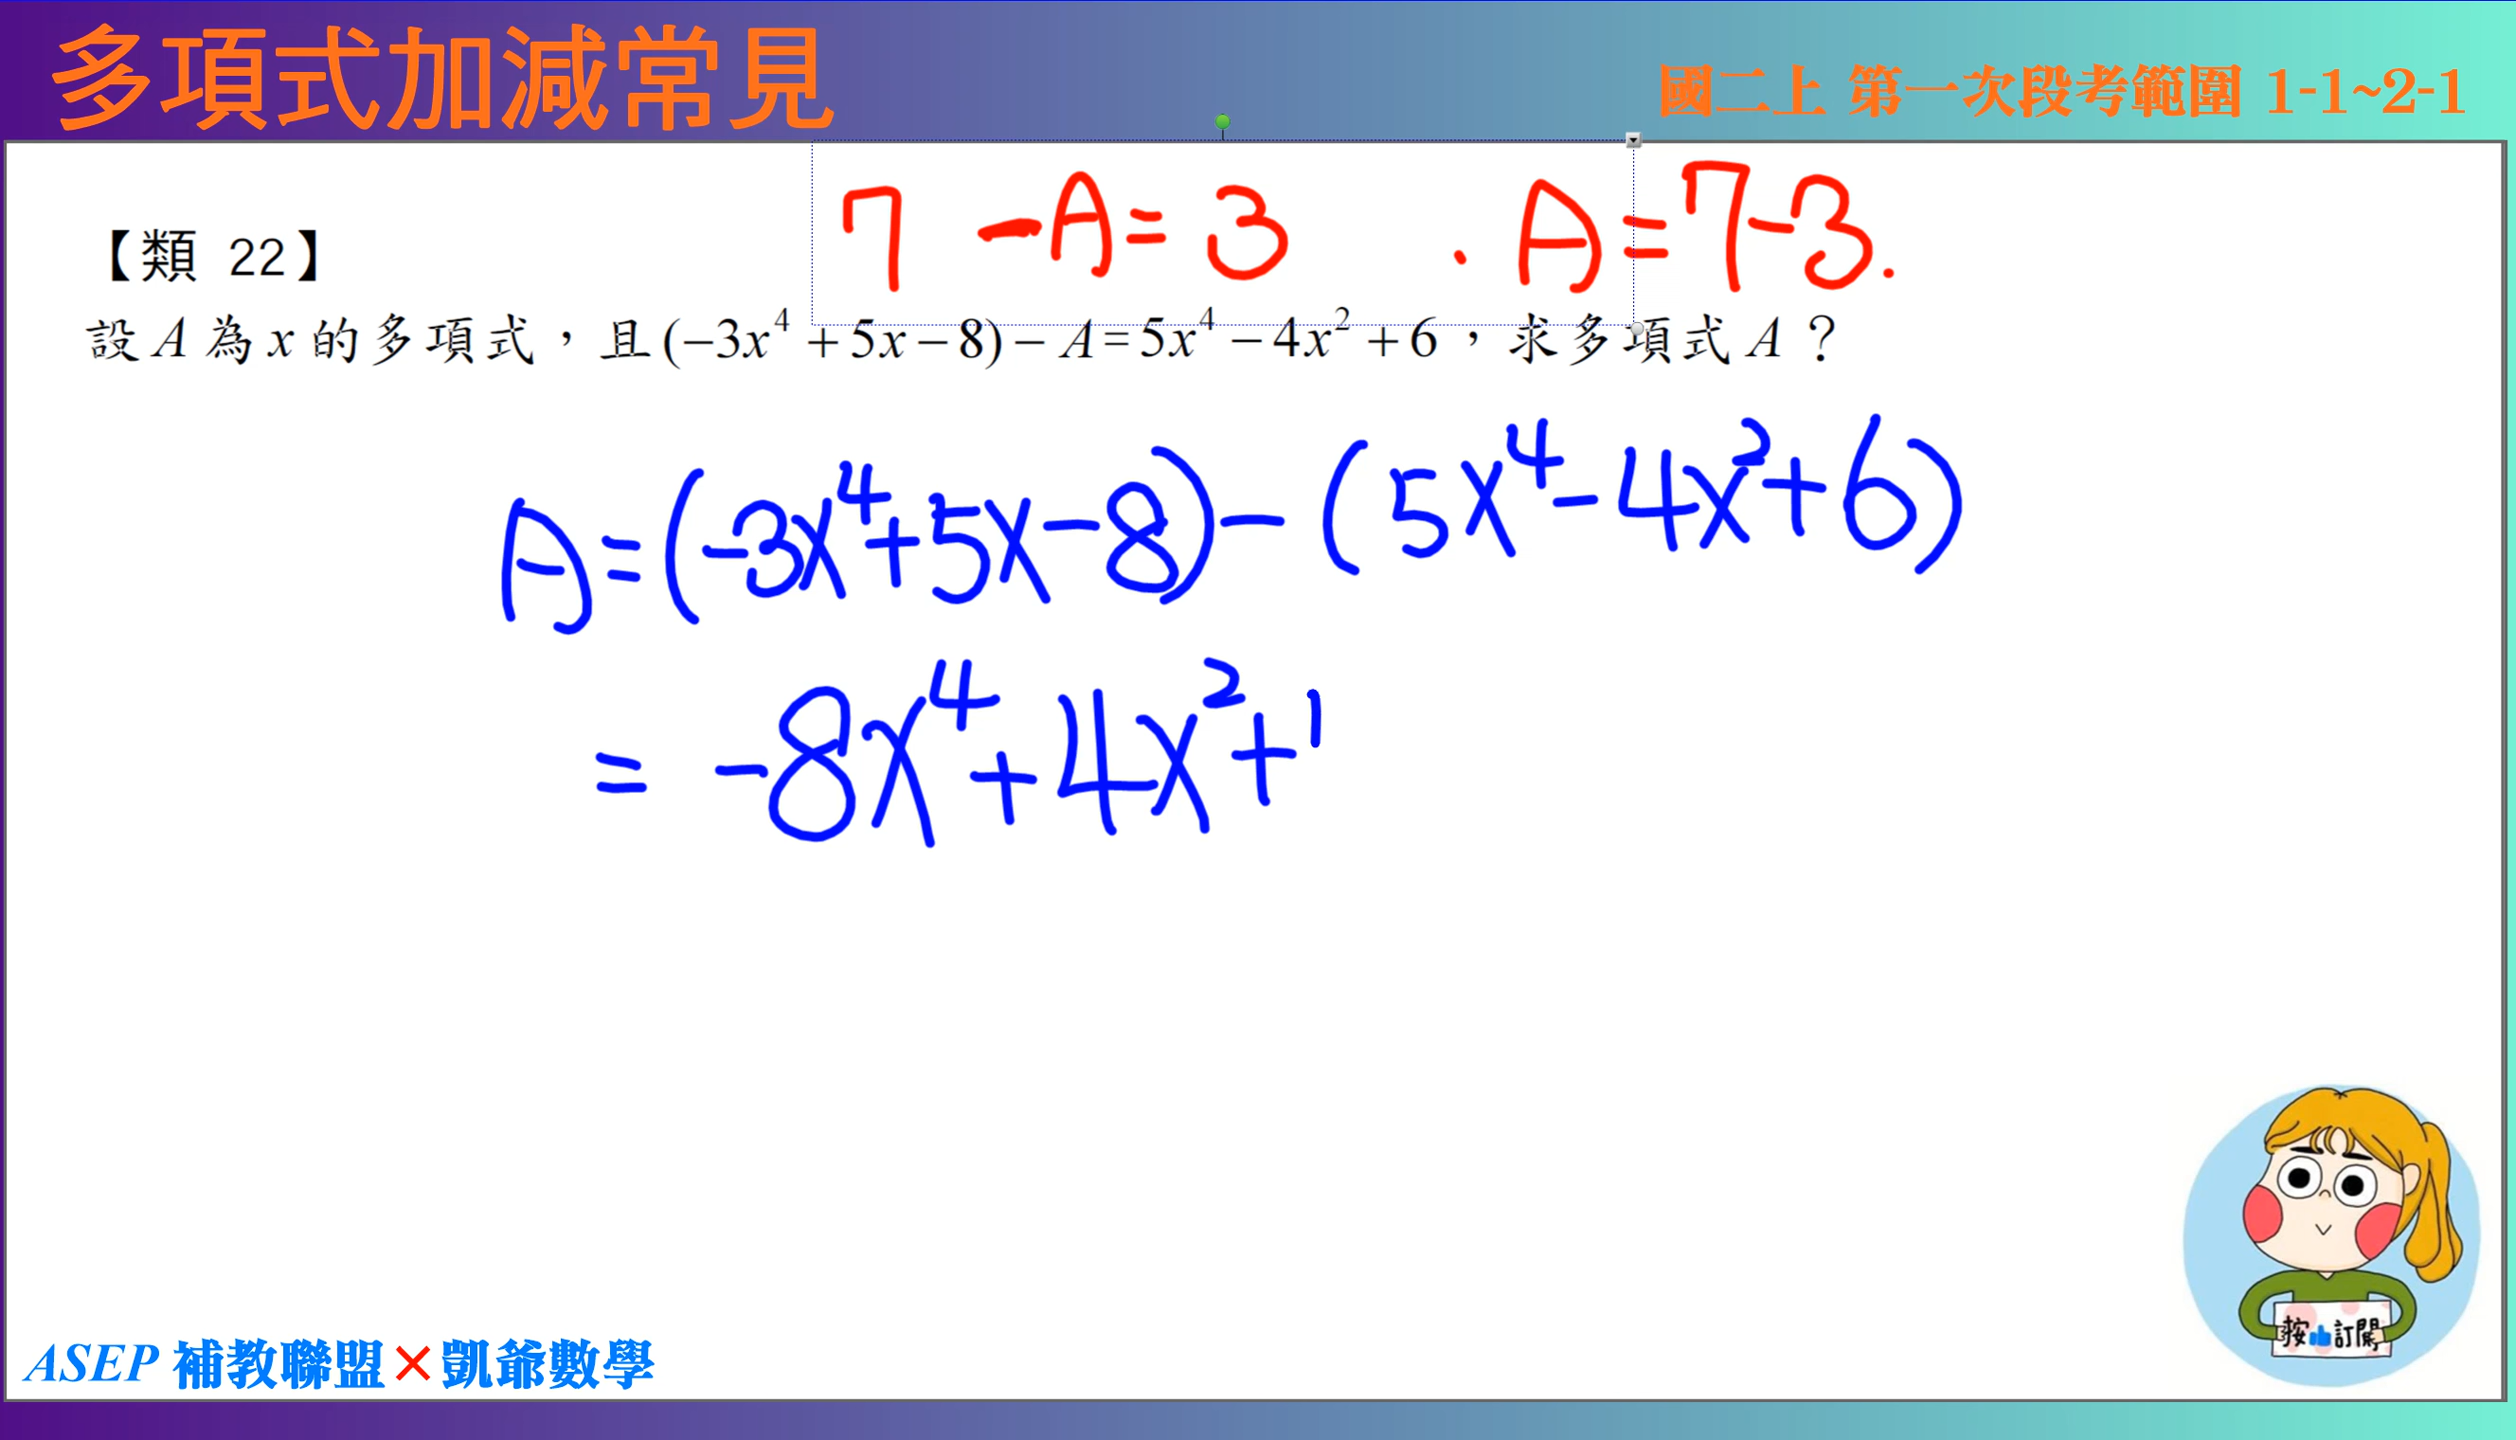 多項式加減常見
國二上 第一次段考範圍 1-1~2-1
7 -A= 3 . A=7-3.
【類 22】
設 A 為 x 的多項式,且(−3x⁴ + 5x − 8) − A = 5x⁴ − 4x² + 6,求多項式 A?
A=(-3x⁴+5x-8)-(5x⁴-4x²+6)
= -8x⁴+4x²+
按👍訂閱
ASEP 補教聯盟×凱爺數學